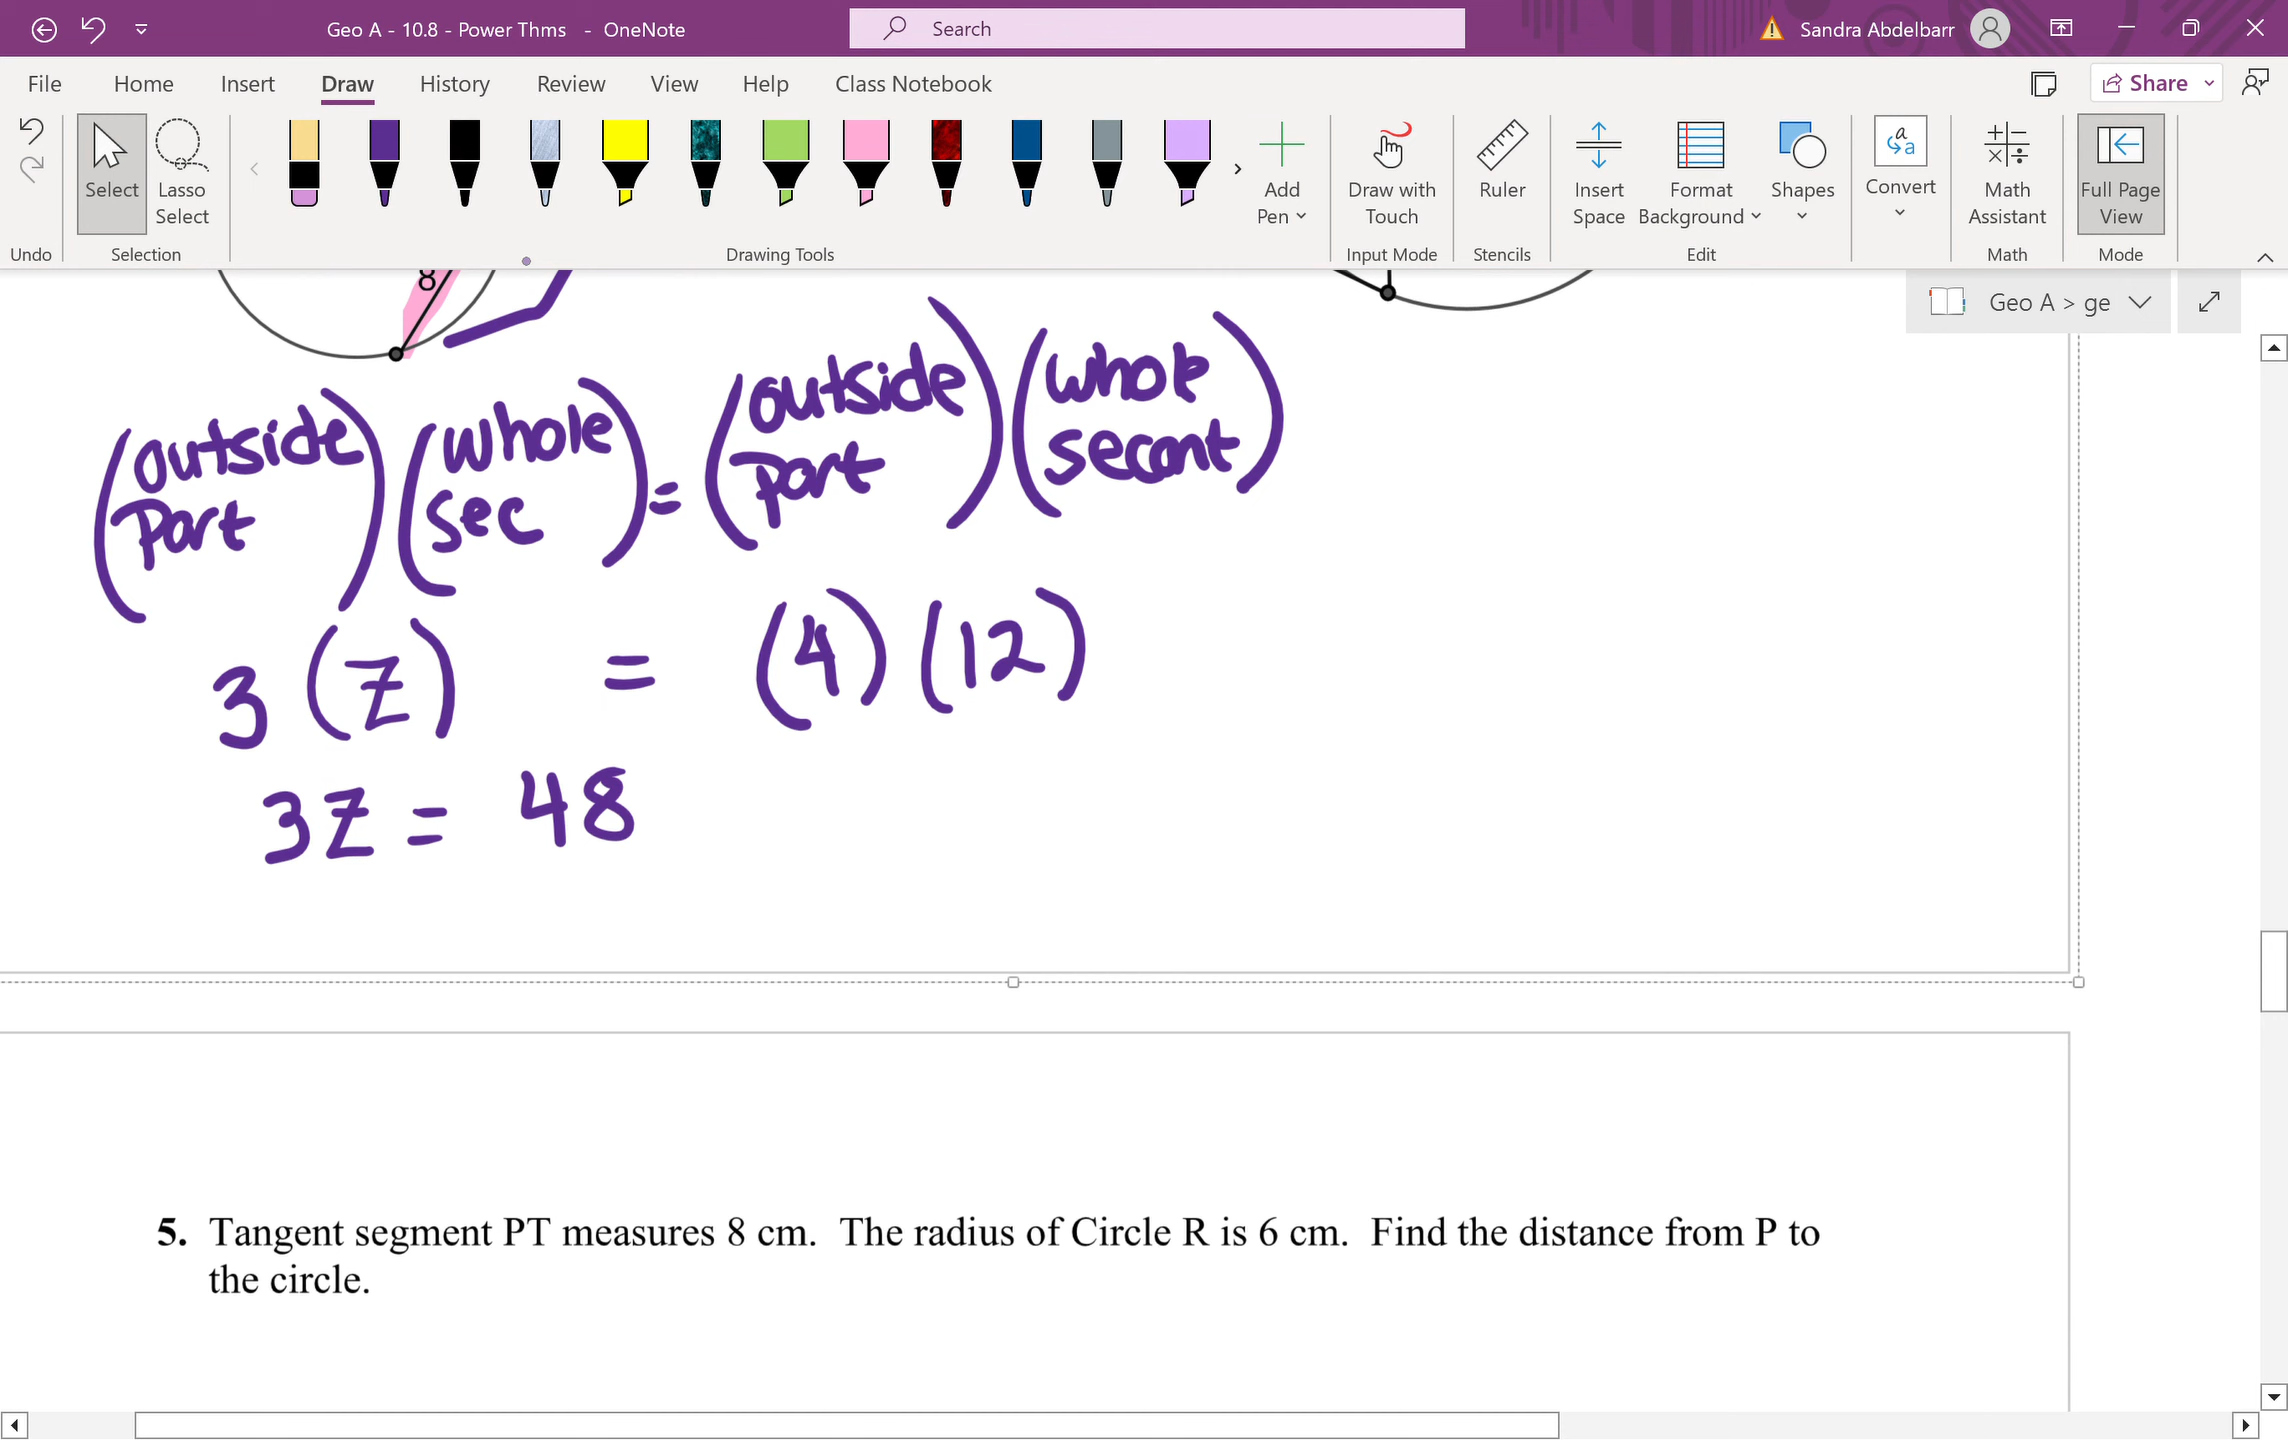 Geo A - 10.8 - Power Thms - OneNote
Search
Sandra Abdelbarr
File Home Insert Draw History Review View Help Class Notebook
Share
Select
Lasso Select
Add Pen
Draw with Touch
Ruler
Insert Space
Format Background
Shapes
Convert
Math Assistant
Full Page View
Undo
Selection
Drawing Tools
Input Mode
Stencils
Edit
Math
Mode
Geo A > ge
8
(outside part)(whole sec) = (outside part)(whole secant)
3(z) = (4)(12)
3z = 48
5. Tangent segment PT measures 8 cm. The radius of Circle R is 6 cm. Find the distance from P to
the circle.